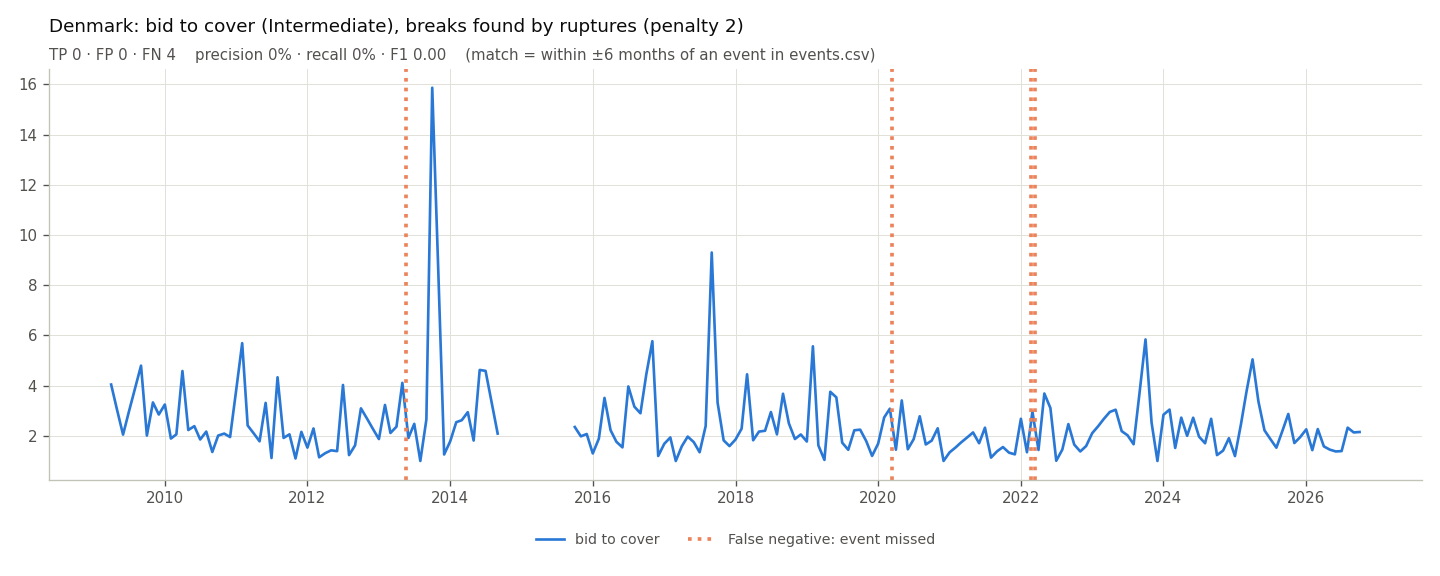 Denmark: bid to cover (Intermediate), breaks found by ruptures (penalty 2)
TP 0 · FP 0 · FN 4    precision 0% · recall 0% · F1 0.00    (match = within ±6 months of an event in events.csv)
16
14
12
10
8
6
4
2
2010 2012 2014 2016 2018 2020 2022 2024 2026
bid to cover    False negative: event missed